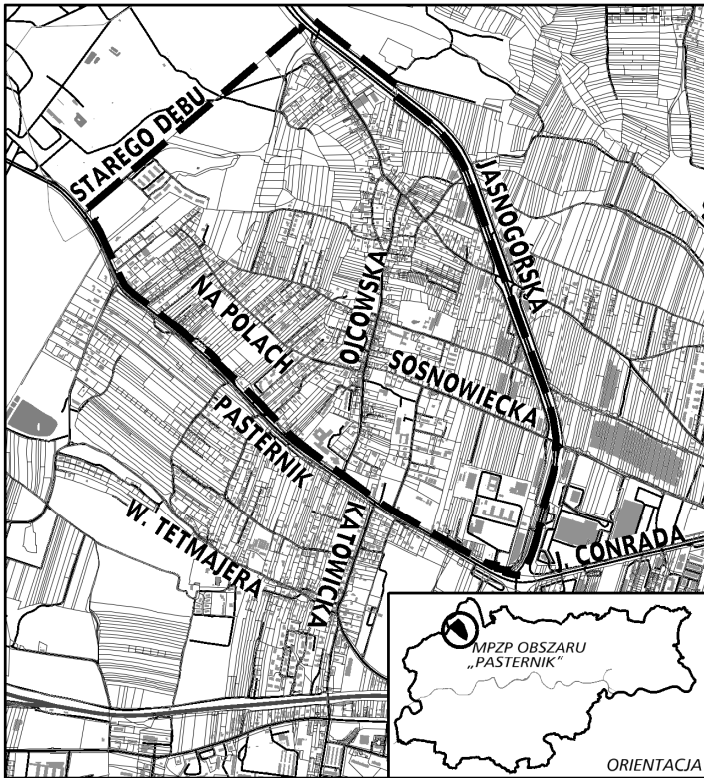 STAREGO DĘBU
JASNOGÓRSKA
OJCOWSKA
NA POLACH
SOSNOWIECKA
PASTERNIK
W. TETMAJERA
KATOWICKA
J. CONRADA
MPZP OBSZARU
„PASTERNIK”
ORIENTACJA